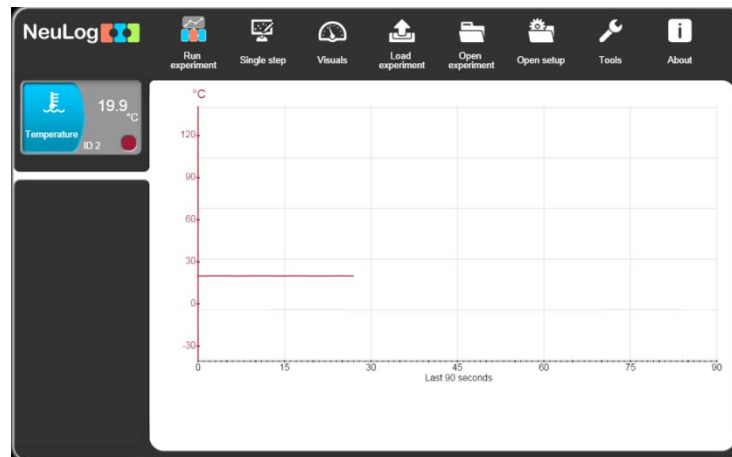 NeuLog
Run
experiment
Single step
Visuals
Load
experiment
Open
experiment
Open setup
Tools
i
About
19.9
°C
Temperature
ID 2
°C
120
90
60
30
0
-30
0 15 30 45 60 75 90
Last 90 seconds